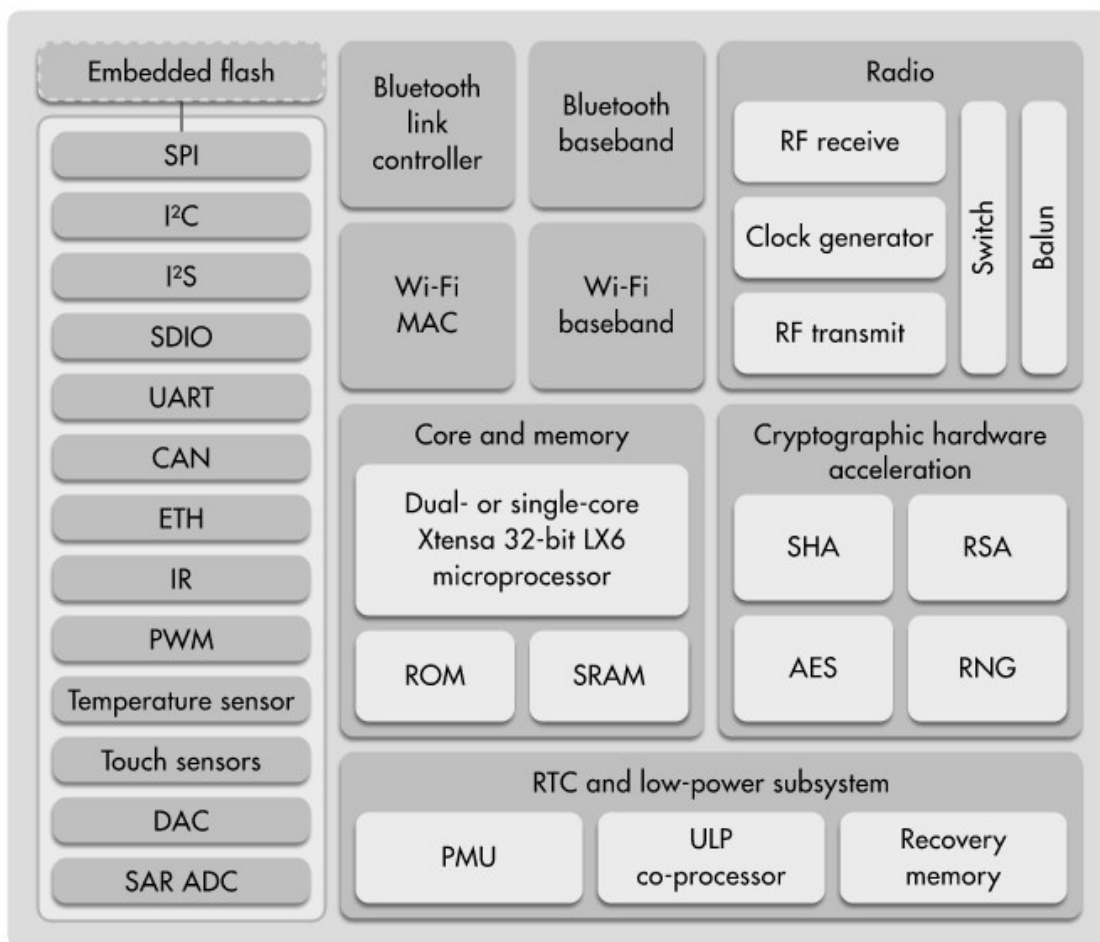 Embedded flash
SPI
I²C
I²S
SDIO
UART
CAN
ETH
IR
PWM
Temperature sensor
Touch sensors
DAC
SAR ADC
Bluetooth
link
controller
Bluetooth
baseband
Wi-Fi
MAC
Wi-Fi
baseband
Radio
RF receive
Clock generator
RF transmit
Switch
Balun
Core and memory
Dual- or single-core
Xtensa 32-bit LX6
microprocessor
ROM
SRAM
Cryptographic hardware
acceleration
SHA
RSA
AES
RNG
RTC and low-power subsystem
PMU
ULP
co-processor
Recovery
memory